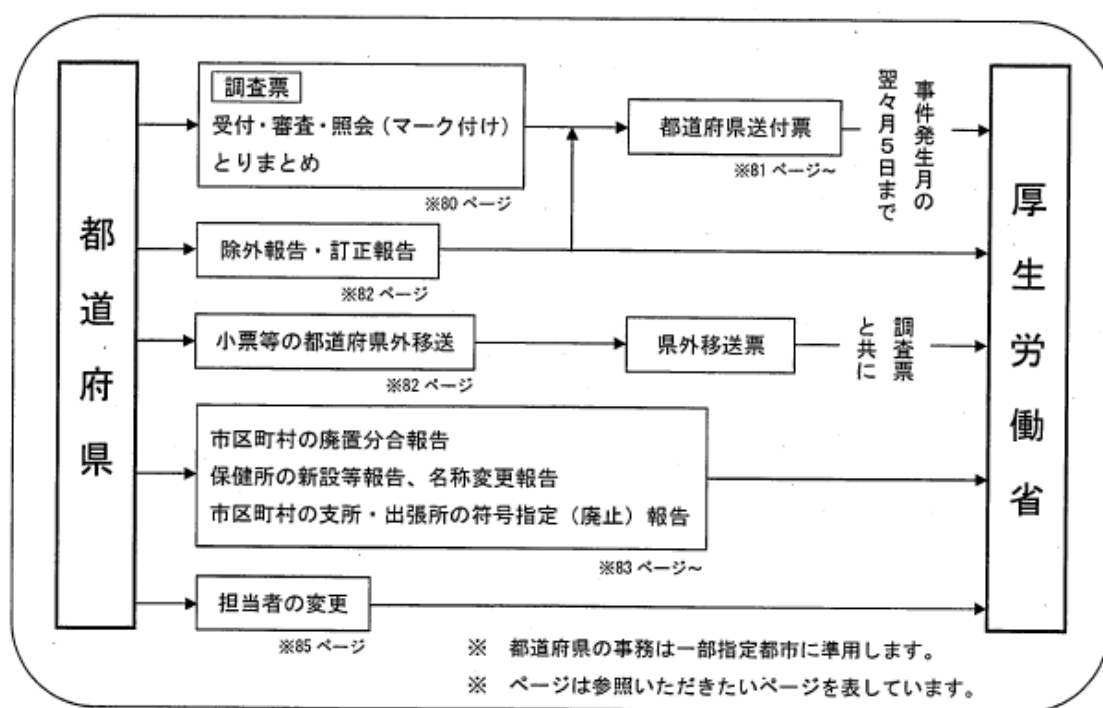 都道府県
調査票
受付・審査・照会（マーク付け）
とりまとめ
※80 ページ
都道府県送付票
※81 ページ～
事件発生月の
翌々月５日まで
除外報告・訂正報告
※82 ページ
小票等の都道府県外移送
※82 ページ
県外移送票
調査票
と共に
市区町村の廃置分合報告
保健所の新設等報告、名称変更報告
市区町村の支所・出張所の符号指定（廃止）報告
※83 ページ～
担当者の変更
※85 ページ
厚生労働省
※　都道府県の事務は一部指定都市に準用します。
※　ページは参照いただきたいページを表しています。